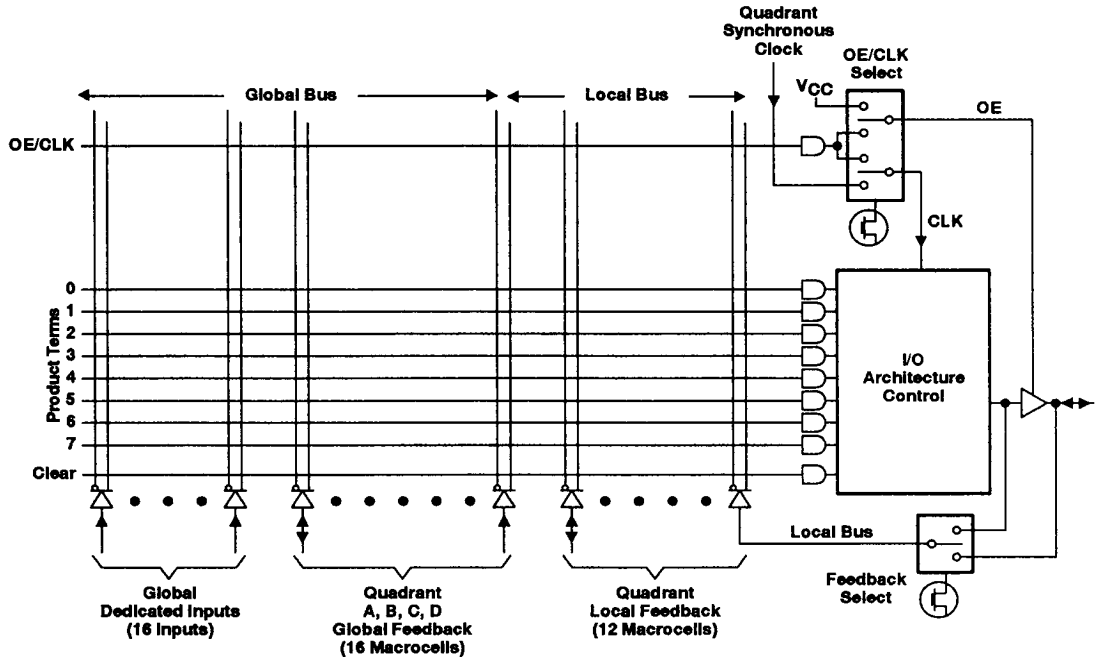 Quadrant
Synchronous
Clock
OE/CLK
Select
Global Bus
Local Bus
VCC
OE
OE/CLK
CLK
Product Terms
0
1
2
3
4
5
6
7
Clear
I/O
Architecture
Control
Local Bus
Feedback
Select
Global
Dedicated Inputs
(16 Inputs)
Quadrant
A, B, C, D
Global Feedback
(16 Macrocells)
Quadrant
Local Feedback
(12 Macrocells)